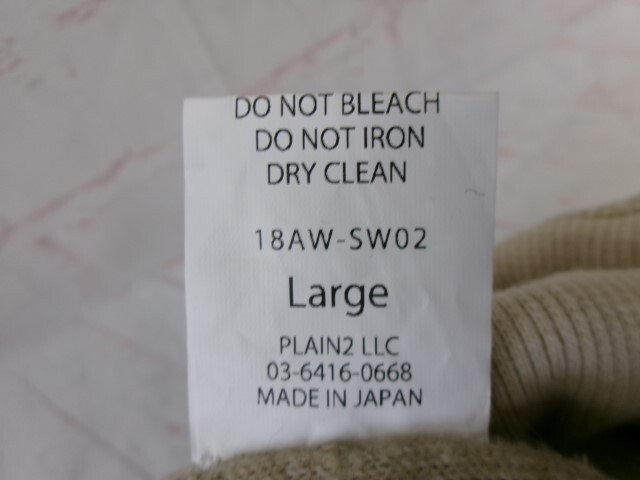 DO NOT BLEACH
DO NOT IRON
DRY CLEAN
18AW-SW02
Large
PLAIN2 LLC
03-6416-0668
MADE IN JAPAN